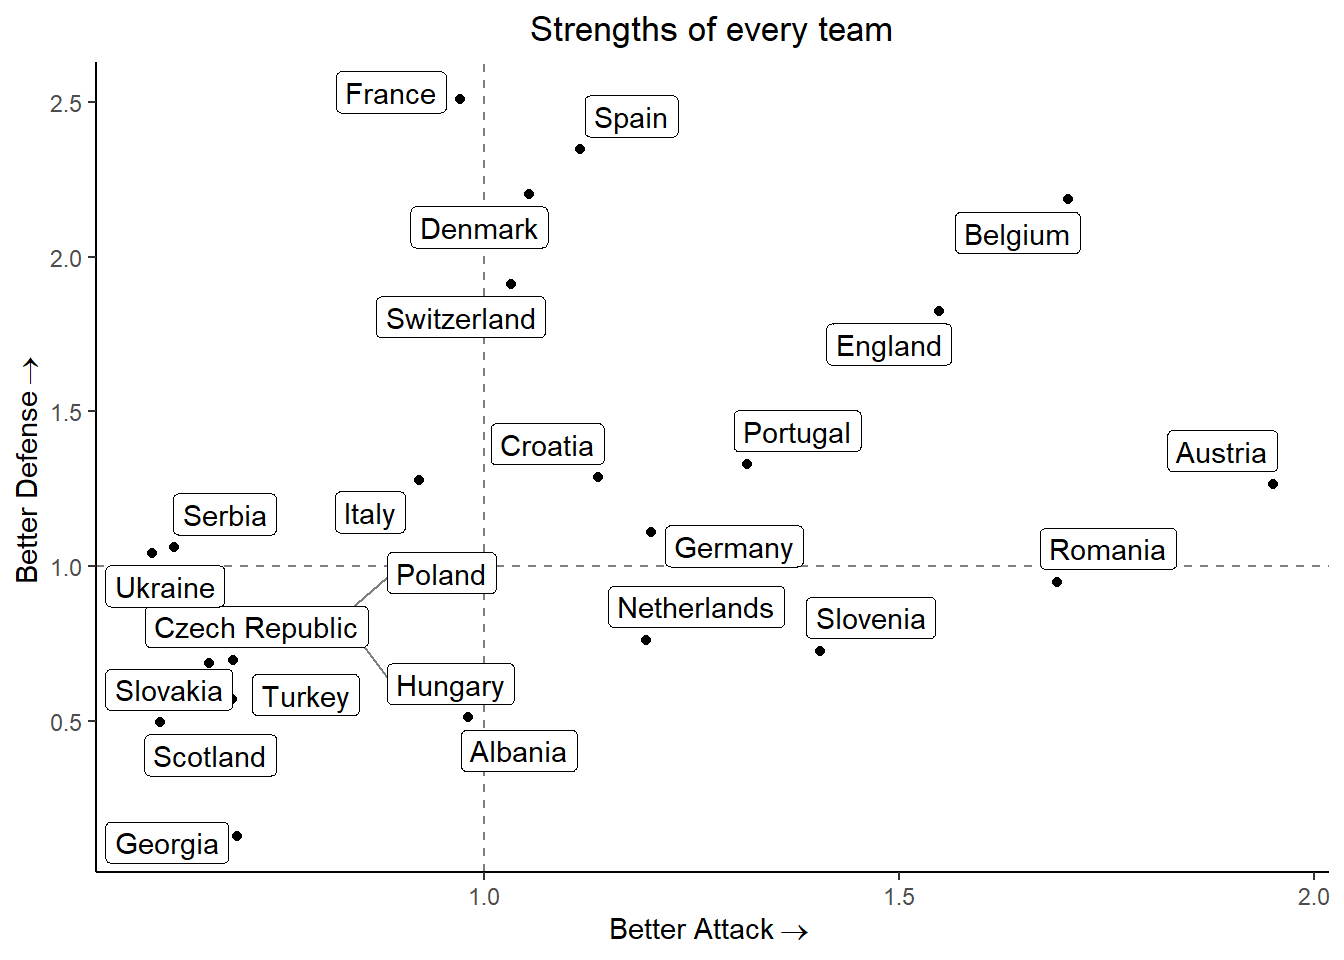 Strengths of every team
2.5
2.0
1.5
1.0
0.5
Better Defense →
France
Spain
Denmark
Belgium
Switzerland
England
Portugal
Croatia
Austria
Italy
Serbia
Germany
Romania
Poland
Ukraine
Netherlands
Slovenia
Czech Republic
Hungary
Slovakia
Turkey
Albania
Scotland
Georgia
1.0
1.5
2.0
Better Attack →